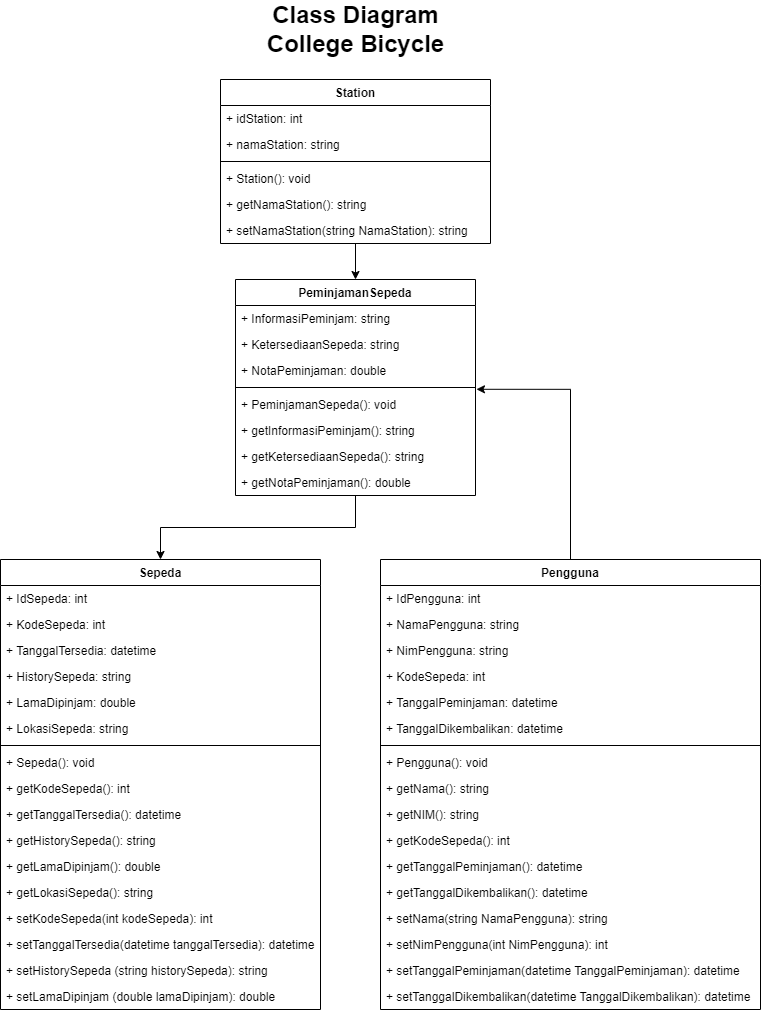 Class Diagram
College Bicycle
Station
+ idStation: int
+ namaStation: string
+ Station(): void
+ getNamaStation(): string
+ setNamaStation(string NamaStation): string
PeminjamanSepeda
+ InformasiPeminjam: string
+ KetersediaanSepeda: string
+ NotaPeminjaman: double
+ PeminjamanSepeda(): void
+ getInformasiPeminjam(): string
+ getKetersediaanSepeda(): string
+ getNotaPeminjaman(): double
Sepeda
+ IdSepeda: int
+ KodeSepeda: int
+ TanggalTersedia: datetime
+ HistorySepeda: string
+ LamaDipinjam: double
+ LokasiSepeda: string
+ Sepeda(): void
+ getKodeSepeda(): int
+ getTanggalTersedia(): datetime
+ getHistorySepeda(): string
+ getLamaDipinjam(): double
+ getLokasiSepeda(): string
+ setKodeSepeda(int kodeSepeda): int
+ setTanggalTersedia(datetime tanggalTersedia): datetime
+ setHistorySepeda (string historySepeda): string
+ setLamaDipinjam (double lamaDipinjam): double
Pengguna
+ IdPengguna: int
+ NamaPengguna: string
+ NimPengguna: string
+ KodeSepeda: int
+ TanggalPeminjaman: datetime
+ TanggalDikembalikan: datetime
+ Pengguna(): void
+ getNama(): string
+ getNIM(): string
+ getKodeSepeda(): int
+ getTanggalPeminjaman(): datetime
+ getTanggalDikembalikan(): datetime
+ setNama(string NamaPengguna): string
+ setNimPengguna(int NimPengguna): int
+ setTanggalPeminjaman(datetime TanggalPeminjaman): datetime
+ setTanggalDikembalikan(datetime TanggalDikembalikan): datetime